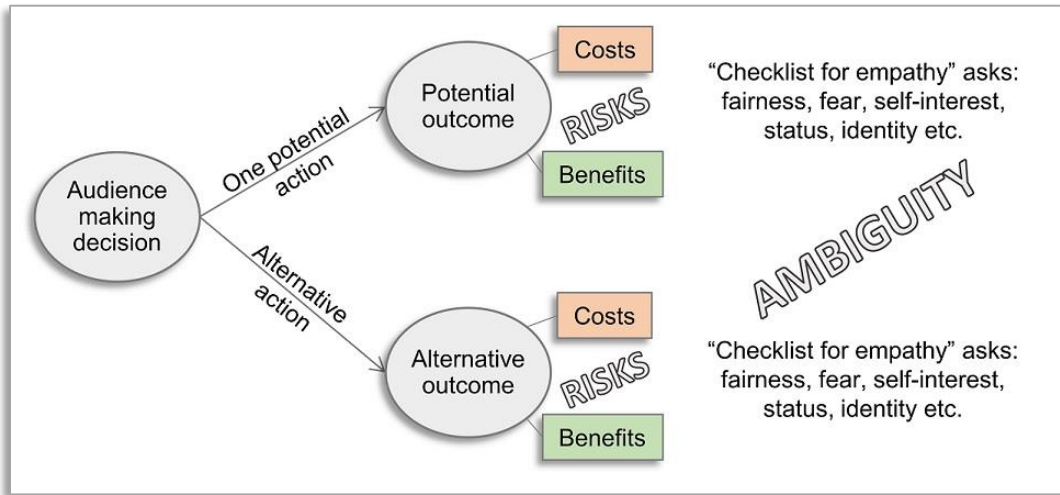 Audience
making
decision
One potential
action
Potential
outcome
Costs
RISKS
Benefits
“Checklist for empathy” asks:
fairness, fear, self-interest,
status, identity etc.
AMBIGUITY
Alternative
action
Alternative
outcome
Costs
RISKS
Benefits
“Checklist for empathy” asks:
fairness, fear, self-interest,
status, identity etc.